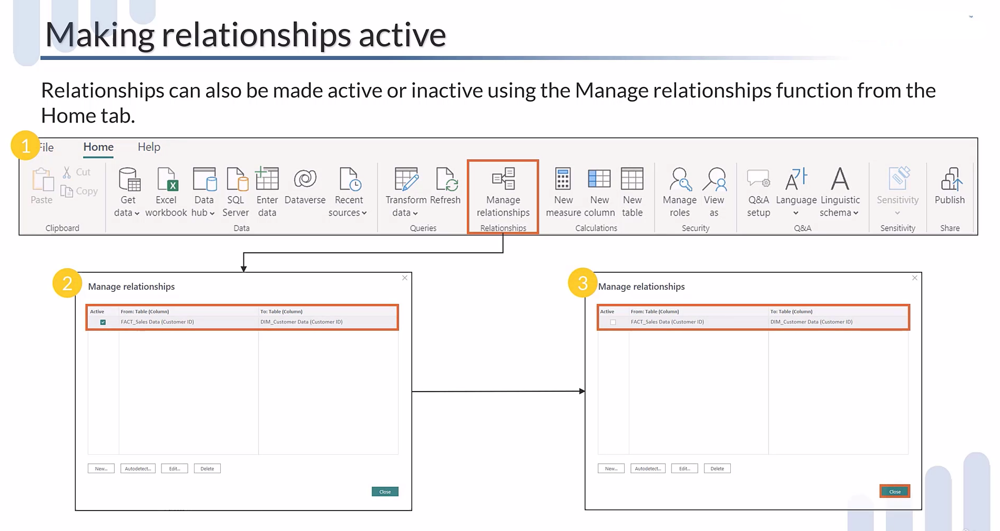 Making relationships active
™
Relationships can also be made active or inactive using the Manage relationships function from the
Home tab.
1
File Home Help
Paste
Cut
Copy
Clipboard
Get data
Excel workbook
Data hub
SQL Server
Enter data
Dataverse
Recent sources
Data
Transform data
Refresh
Queries
Manage relationships
Relationships
New measure
New column
New table
Calculations
Manage roles
View as
Security
Q&A setup
Language
Linguistic schema
Q&A
Sensitivity
Sensitivity
Publish
Share
2
Manage relationships
Active From: Table (Column) To: Table (Column)
FACT_Sales Data (Customer ID) DIM_Customer Data (Customer ID)
New... Autodetect... Edit... Delete
Close
3
Manage relationships
Active From: Table (Column) To: Table (Column)
FACT_Sales Data (Customer ID) DIM_Customer Data (Customer ID)
New... Autodetect... Edit... Delete
Close